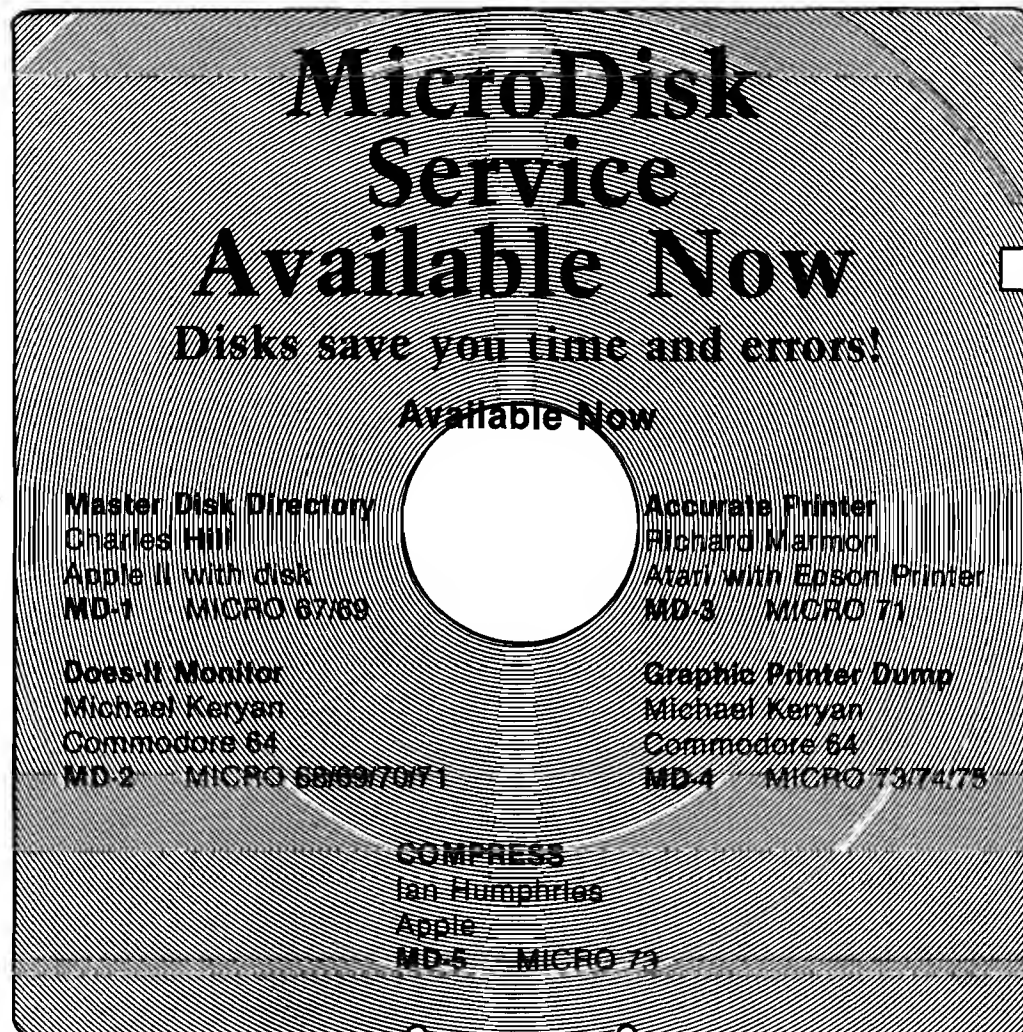 MicroDisk
Service
Available Now
Disks save you time and errors!
Available Now
Master Disk Directory
Charles Hill
Apple II with disk
MD-1 MICRO 67/69
Does-It Monitor
Michael Keryan
Commodore 64
MD-2 MICRO 68/69/70/71
Accurate Printer
Richard Marmon
Atari with Epson Printer
MD-3 MICRO 71
Graphic Printer Dump
Michael Keryan
Commodore 64
MD-4 MICRO 73/74/75
COMPRESS
Ian Humphries
Apple
MD-5 MICRO 73